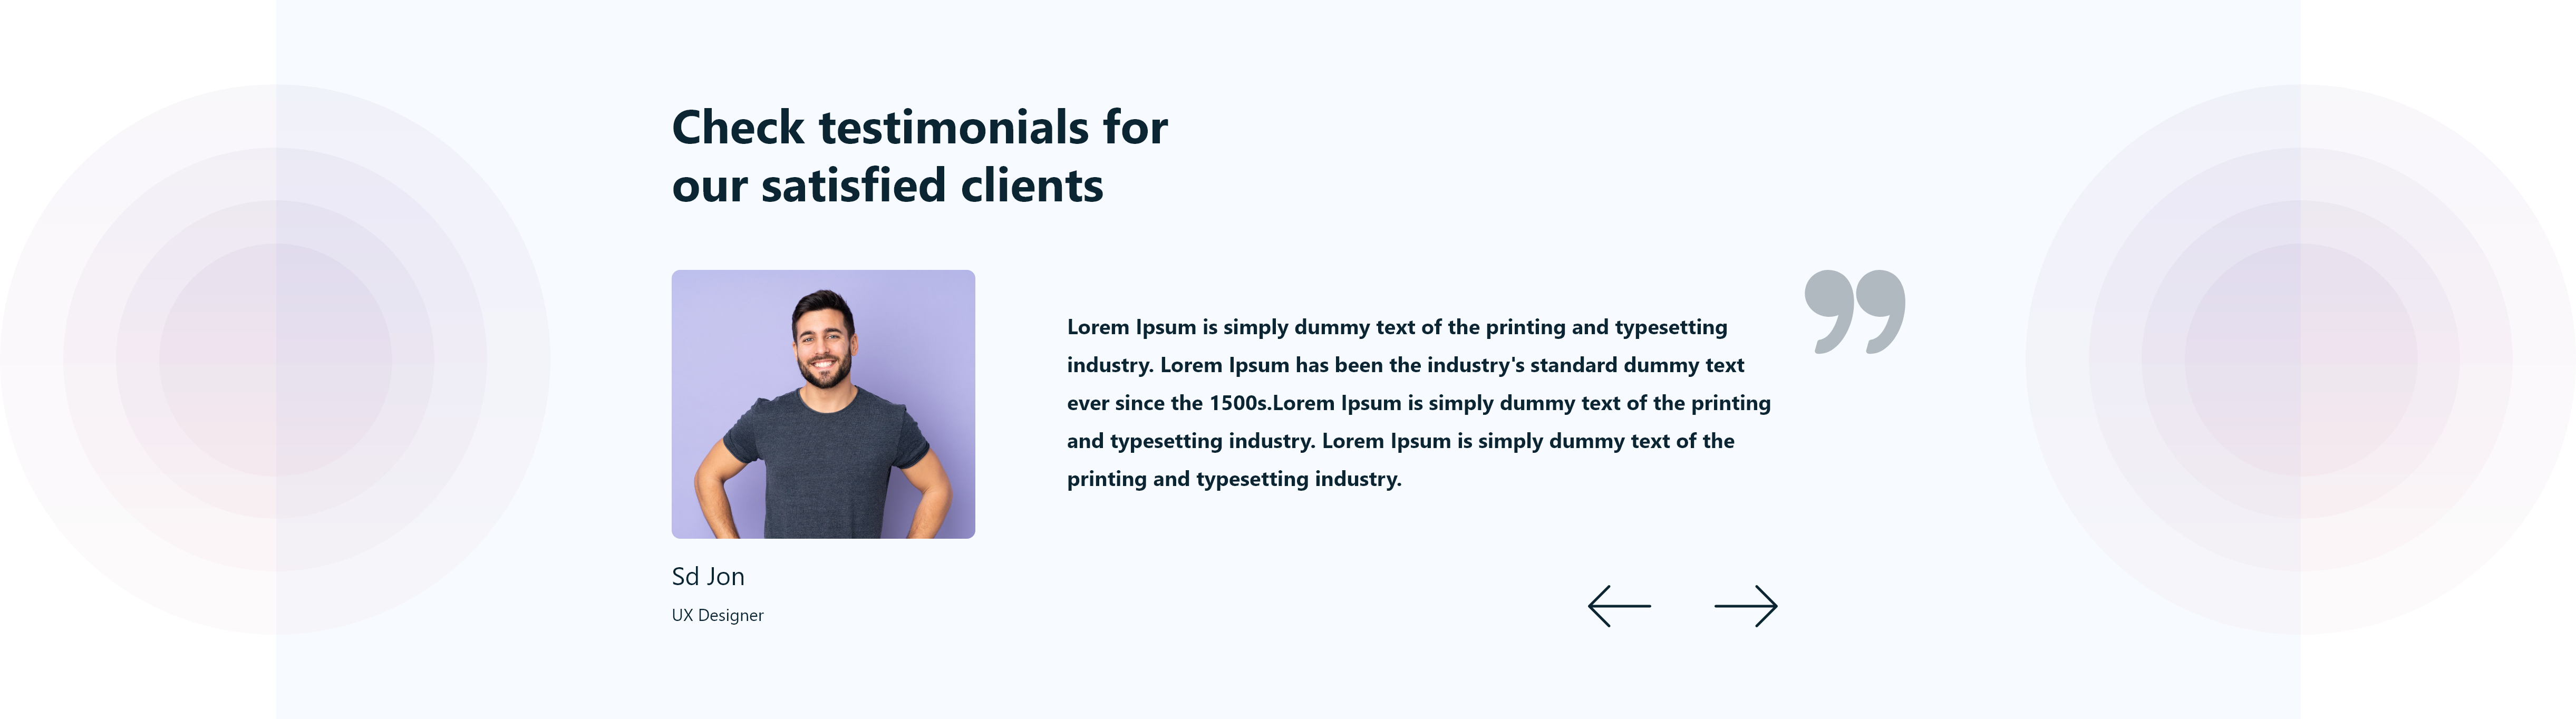 Check testimonials for
our satisfied clients
Lorem Ipsum is simply dummy text of the printing and typesetting
industry. Lorem Ipsum has been the industry's standard dummy text
ever since the 1500s.Lorem Ipsum is simply dummy text of the printing
and typesetting industry. Lorem Ipsum is simply dummy text of the
printing and typesetting industry.
Sd Jon
UX Designer